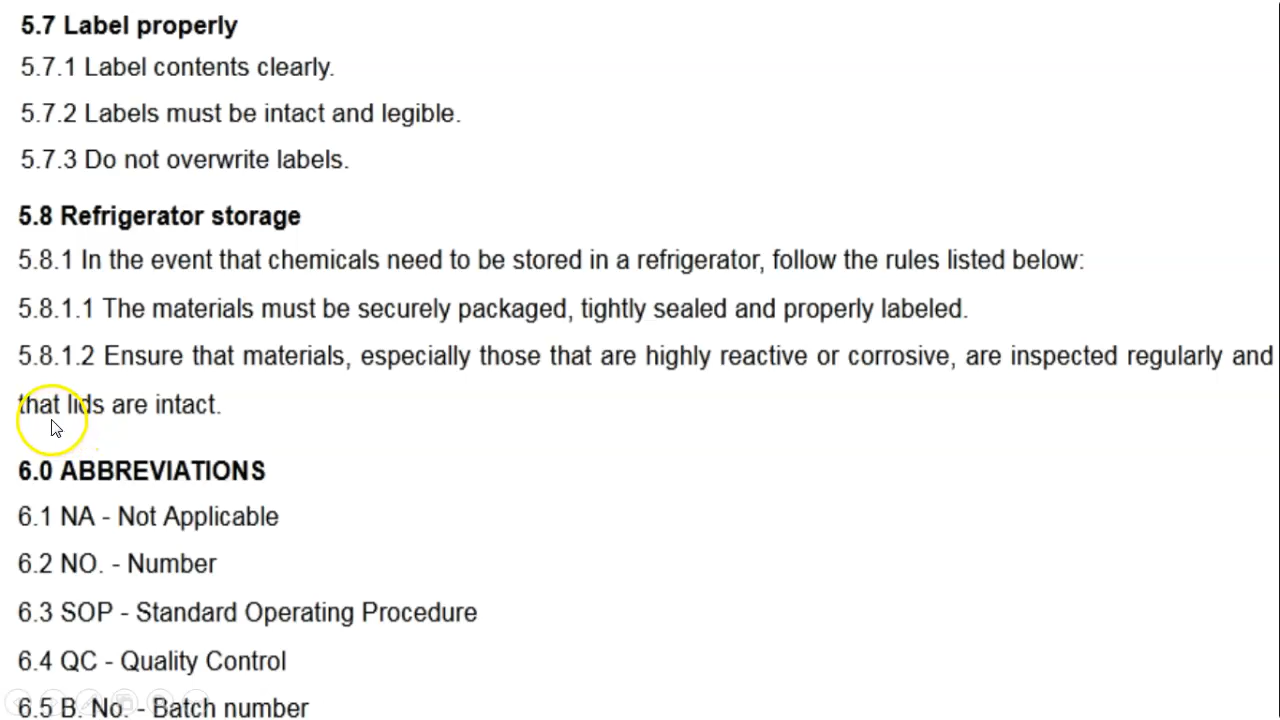 5.7 Label properly
5.7.1 Label contents clearly.
5.7.2 Labels must be intact and legible.
5.7.3 Do not overwrite labels.
5.8 Refrigerator storage
5.8.1 In the event that chemicals need to be stored in a refrigerator, follow the rules listed below:
5.8.1.1 The materials must be securely packaged, tightly sealed and properly labeled.
5.8.1.2 Ensure that materials, especially those that are highly reactive or corrosive, are inspected regularly and
that lids are intact.
6.0 ABBREVIATIONS
6.1 NA - Not Applicable
6.2 NO. - Number
6.3 SOP - Standard Operating Procedure
6.4 QC - Quality Control
6.5 B. No. - Batch number